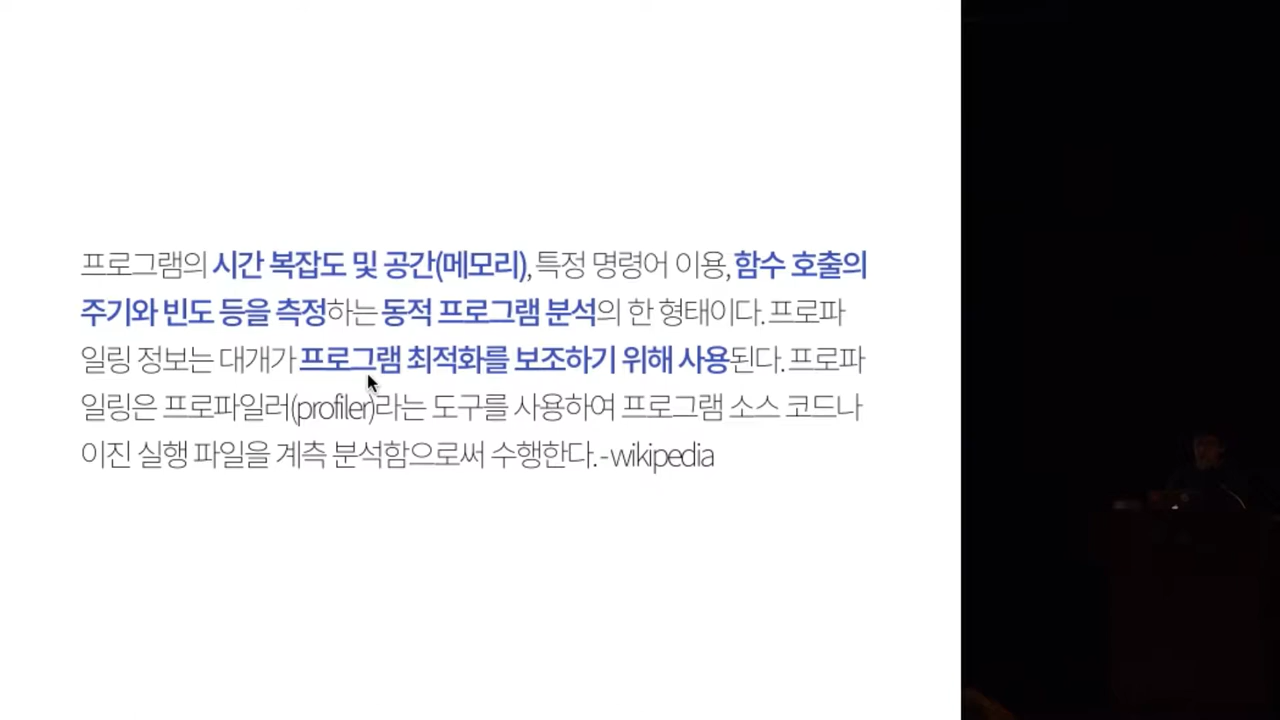 프로그램의 시간 복잡도 및 공간(메모리), 특정 명령어 이용, 함수 호출의
주기와 빈도 등을 측정하는 동적 프로그램 분석의 한 형태이다. 프로파
일링 정보는 대개가 프로그램 최적화를 보조하기 위해 사용된다. 프로파
일링은 프로파일러(profiler)라는 도구를 사용하여 프로그램 소스 코드나
이진 실행 파일을 계측 분석함으로써 수행한다. - wikipedia